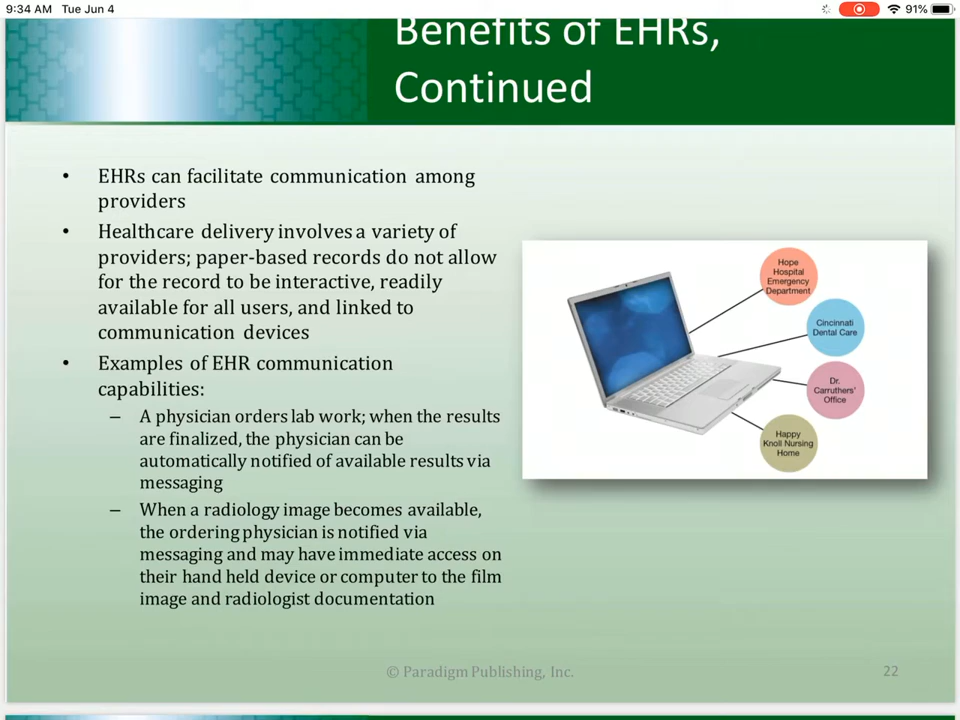 9:34 AM Tue Jun 4
91%
Benefits of EHRs,
Continued
• EHRs can facilitate communication among
providers
• Healthcare delivery involves a variety of
providers; paper-based records do not allow
for the record to be interactive, readily
available for all users, and linked to
communication devices
• Examples of EHR communication
capabilities:
– A physician orders lab work; when the results
are finalized, the physician can be
automatically notified of available results via
messaging
– When a radiology image becomes available,
the ordering physician is notified via
messaging and may have immediate access on
their hand held device or computer to the film
image and radiologist documentation
Hope
Hospital
Emergency
Department
Cincinnati
Dental Care
Dr.
Carruthers'
Office
Happy
Knoll Nursing
Home
© Paradigm Publishing, Inc.
22